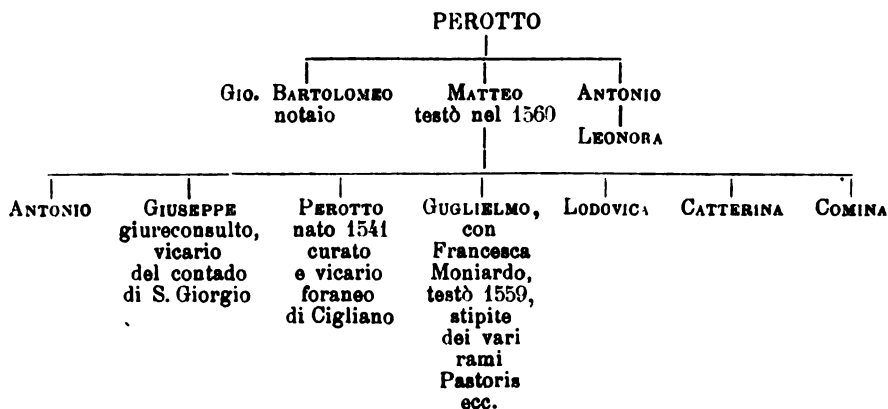 PEROTTO
GIO. BARTOLOMEO
notaio
MATTEO
testò nel 1560
ANTONIO
LEONORA
ANTONIO
GIUSEPPE
giureconsulto,
vicario
del contado
di S. Giorgio
PEROTTO
nato 1541
curato
e vicario
foraneo
di Cigliano
GUGLIELMO,
con
Francesca
Moniardo,
testò 1559,
stipite
dei vari
rami
Pastoris
ecc.
LODOVICA
CATTERINA
COMINA